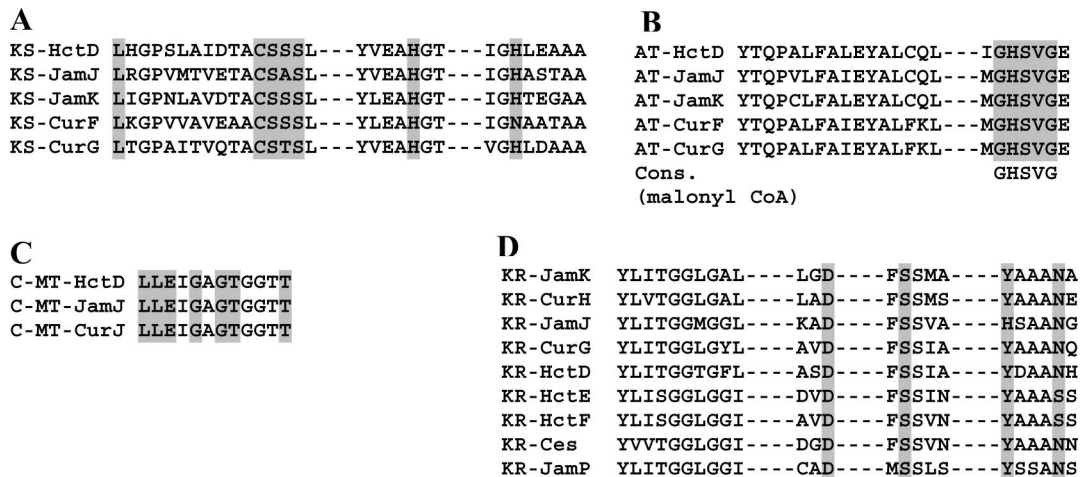 A
KS-HctD LHGPSLAIDTACSSSL---YVEAHGT---IGHLEAAA
KS-JamJ LRGPVMTVETACSASL---YVEAHGT---IGHASTAA
KS-JamK LIGPNLAVDTACSSSL---YLEAHGT---IGHTEGAA
KS-CurF LKGPVVAVEAACSSSL---YLEAHGT---IGNAATAA
KS-CurG LTGPAITVQTACSTSL---YVEAHGT---VGHLDAAA
B
AT-HctD YTQPALFALEYALCQL---IGHSVGE
AT-JamJ YTQPVLFAIEYALCQL---MGHSVGE
AT-JamK YTQPCLFALEYALCQL---MGHSVGE
AT-CurF YTQPALFAIEYALFKL---MGHSVGE
AT-CurG YTQPALFAIEYALFKL---MGHSVGE
Cons. GHSVG
(malonyl CoA)
C
C-MT-HctD LLEIGAGTGGTT
C-MT-JamJ LLEIGAGTGGTT
C-MT-CurJ LLEIGAGTGGTT
D
KR-JamK YLITGGLGAL----LGD----FSSMA----YAAANA
KR-CurH YLVTGGLGAL----LAD----FSSMS----YAAANE
KR-JamJ YLITGGMGGL----KAD----FSSVA----HSAANG
KR-CurG YLITGGLGYL----AVD----FSSIA----YAAANQ
KR-HctD YLITGGTGFL----ASD----FSSIA----YDAANH
KR-HctE YLISGGLGGI----DVD----FSSIN----YAAASS
KR-HctF YLISGGLGGI----AVD----FSSVN----YAAASS
KR-Ces YVVTGGLGGI----DGD----FSSVN----YAAANN
KR-JamP YLITGGLGGI----CAD----MSSLS----YSSANS